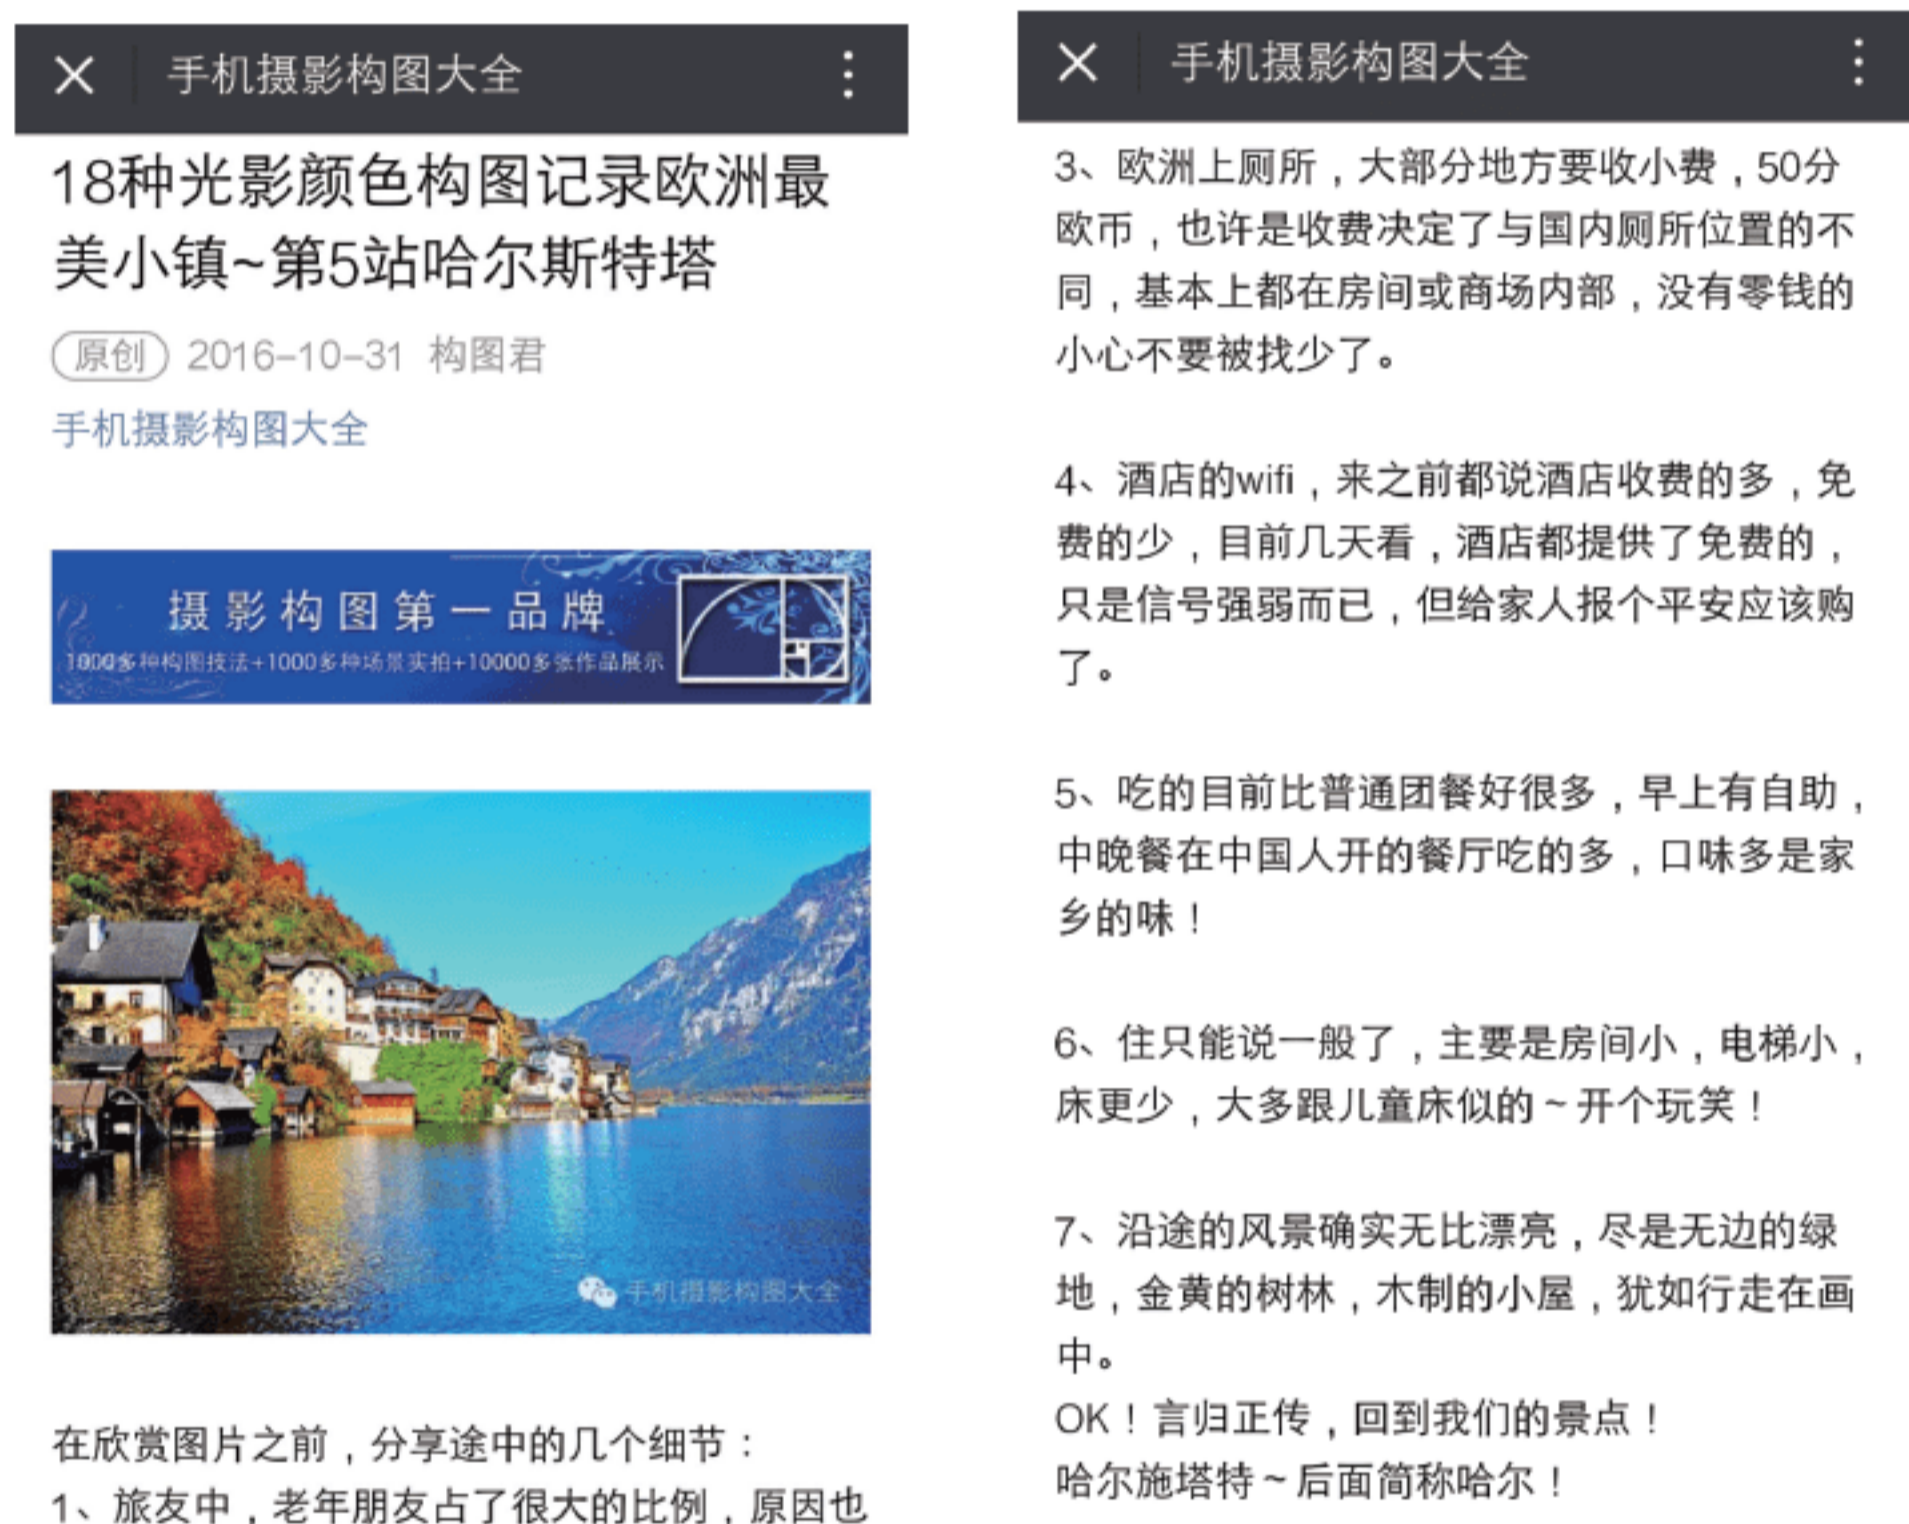 手机摄影构图大全
18种光影颜色构图记录欧洲最
美小镇~第5站哈尔斯特塔
原创 2016-10-31 构图君
手机摄影构图大全
摄影构图第一品牌
1000多种构图技法+1000多种场景实拍+10000多张作品展示
手机摄影构图大全
在欣赏图片之前，分享途中的几个细节：
1、旅友中，老年朋友占了很大的比例，原因也
手机摄影构图大全
3、欧洲上厕所，大部分地方要收小费，50分
欧币，也许是收费决定了与国内厕所位置的不
同，基本上都在房间或商场内部，没有零钱的
小心不要被找少了。
4、酒店的wifi，来之前都说酒店收费的多，免
费的少，目前几天看，酒店都提供了免费的，
只是信号强弱而已，但给家人报个平安应该购
了。
5、吃的目前比普通团餐好很多，早上有自助，
中晚餐在中国人开的餐厅吃的多，口味多是家
乡的味！
6、住只能说一般了，主要是房间小，电梯小，
床更少，大多跟儿童床似的~开个玩笑！
7、沿途的风景确实无比漂亮，尽是无边的绿
地，金黄的树林，木制的小屋，犹如行走在画
中。
OK！言归正传，回到我们的景点！
哈尔施塔特~后面简称哈尔！